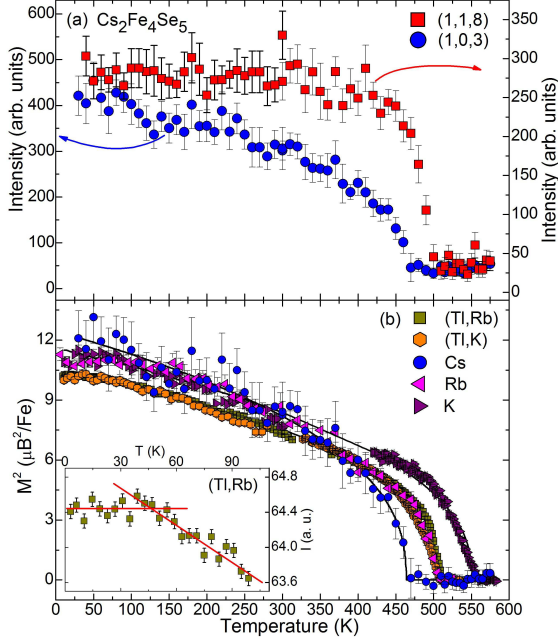 (a) Cs2Fe4Se5
(1,1,8)
(1,0,3)
Intensity (arb. units)
600
500
400
300
200
100
0
Intensity (arb. units)
350
300
250
200
150
100
50
0
(b)
(Tl,Rb)
(Tl,K)
Cs
Rb
K
M² (μB²/Fe)
12
9
6
3
0
T (K)
0 30 60 90
(Tl,Rb)
I (a. u.)
64.8
64.4
64.0
63.6
0 50 100 150 200 250 300 350 400 450 500 550 600
Temperature (K)